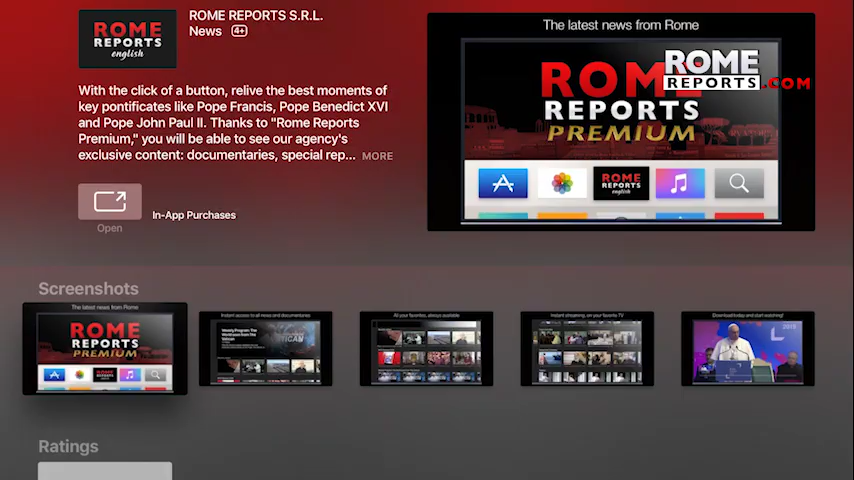 ROME
REPORTS
english
ROME REPORTS S.R.L.
News 4+
With the click of a button, relive the best moments of
key pontificates like Pope Francis, Pope Benedict XVI
and Pope John Paul II. Thanks to "Rome Reports
Premium," you will be able to see our agency's
exclusive content: documentaries, special rep... MORE
Open
In-App Purchases
The latest news from Rome
ROME
REPORTS
PREMIUM
ROME
REPORTS.COM
ROME
REPORTS
english
Screenshots
The latest news from Rome
ROME
REPORTS
PREMIUM
Instant access to all news and documentaries
All your favorites, always available
Instant streaming, on your favorite TV
Download today and start watching!
Ratings